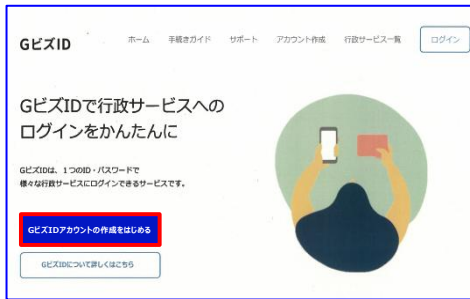 GビズID
ホーム 手続きガイド サポート アカウント作成 行政サービス一覧 ログイン
GビズIDで行政サービスへの
ログインをかんたんに
GビズIDは、1つのID・パスワードで
様々な行政サービスにログインできるサービスです。
GビズIDアカウントの作成をはじめる
GビズIDについて詳しくはこちら